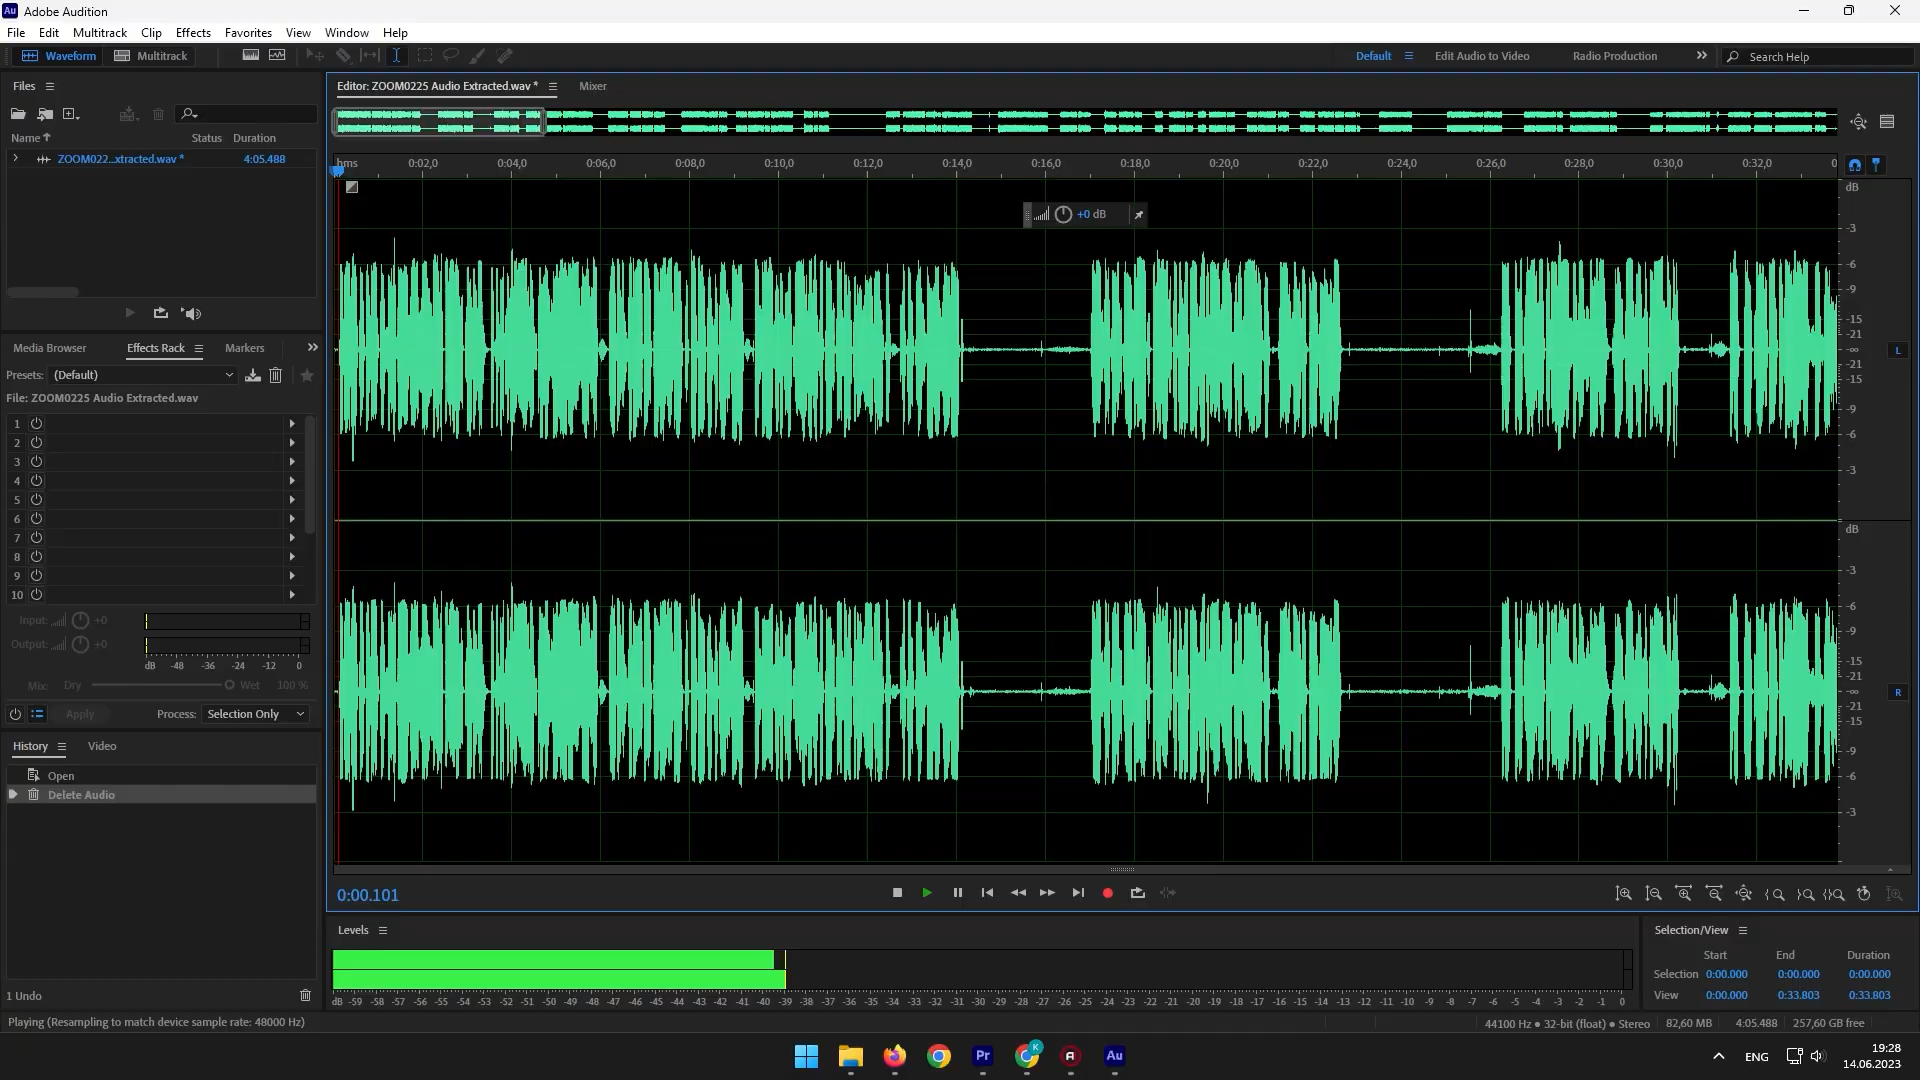 Au Adobe Audition
File Edit Multitrack Clip Effects Favorites View Window Help
Waveform Multitrack Default Edit Audio to Video Radio Production Search Help
Files
Name Status Duration
ZOOM022...xtracted.wav * 4:05.488
Media Browser Effects Rack Markers
Presets: (Default)
File: ZOOM0225 Audio Extracted.wav
1
2
3
4
5
6
7
8
9
10
Input: +0
Output: +0
dB -48 -36 -24 -12 0
Mix: Dry Wet 100 %
Apply Process: Selection Only
History Video
Open
Delete Audio
1 Undo
Editor: ZOOM0225 Audio Extracted.wav * Mixer
hms 0:02,0 0:04,0 0:06,0 0:08,0 0:10,0 0:12,0 0:14,0 0:16,0 0:18,0 0:20,0 0:22,0 0:24,0 0:26,0 0:28,0 0:30,0 0:32,0 0
+0 dB
dB
-3
-6
-9
-15
-21
-∞
-21
-15
-9
-6
-3
L
dB
-3
-6
-9
-15
-21
-∞
-21
-15
-9
-6
-3
R
0:00.101
Levels
dB -59 -58 -57 -56 -55 -54 -53 -52 -51 -50 -49 -48 -47 -46 -45 -44 -43 -42 -41 -40 -39 -38 -37 -36 -35 -34 -33 -32 -31 -30 -29 -28 -27 -26 -25 -24 -23 -22 -21 -20 -19 -18 -17 -16 -15 -14 -13 -12 -11 -10 -9 -8 -7 -6 -5 -4 -3 -2 -1 0
Selection/View
Start End Duration
Selection 0:00.000 0:00.000 0:00.000
View 0:00.000 0:33.803 0:33.803
Playing (Resampling to match device sample rate: 48000 Hz)
44100 Hz ● 32-bit (float) ● Stereo 82,60 MB 4:05.488 257,60 GB free
Pr K Au
ENG
19:28
14.06.2023